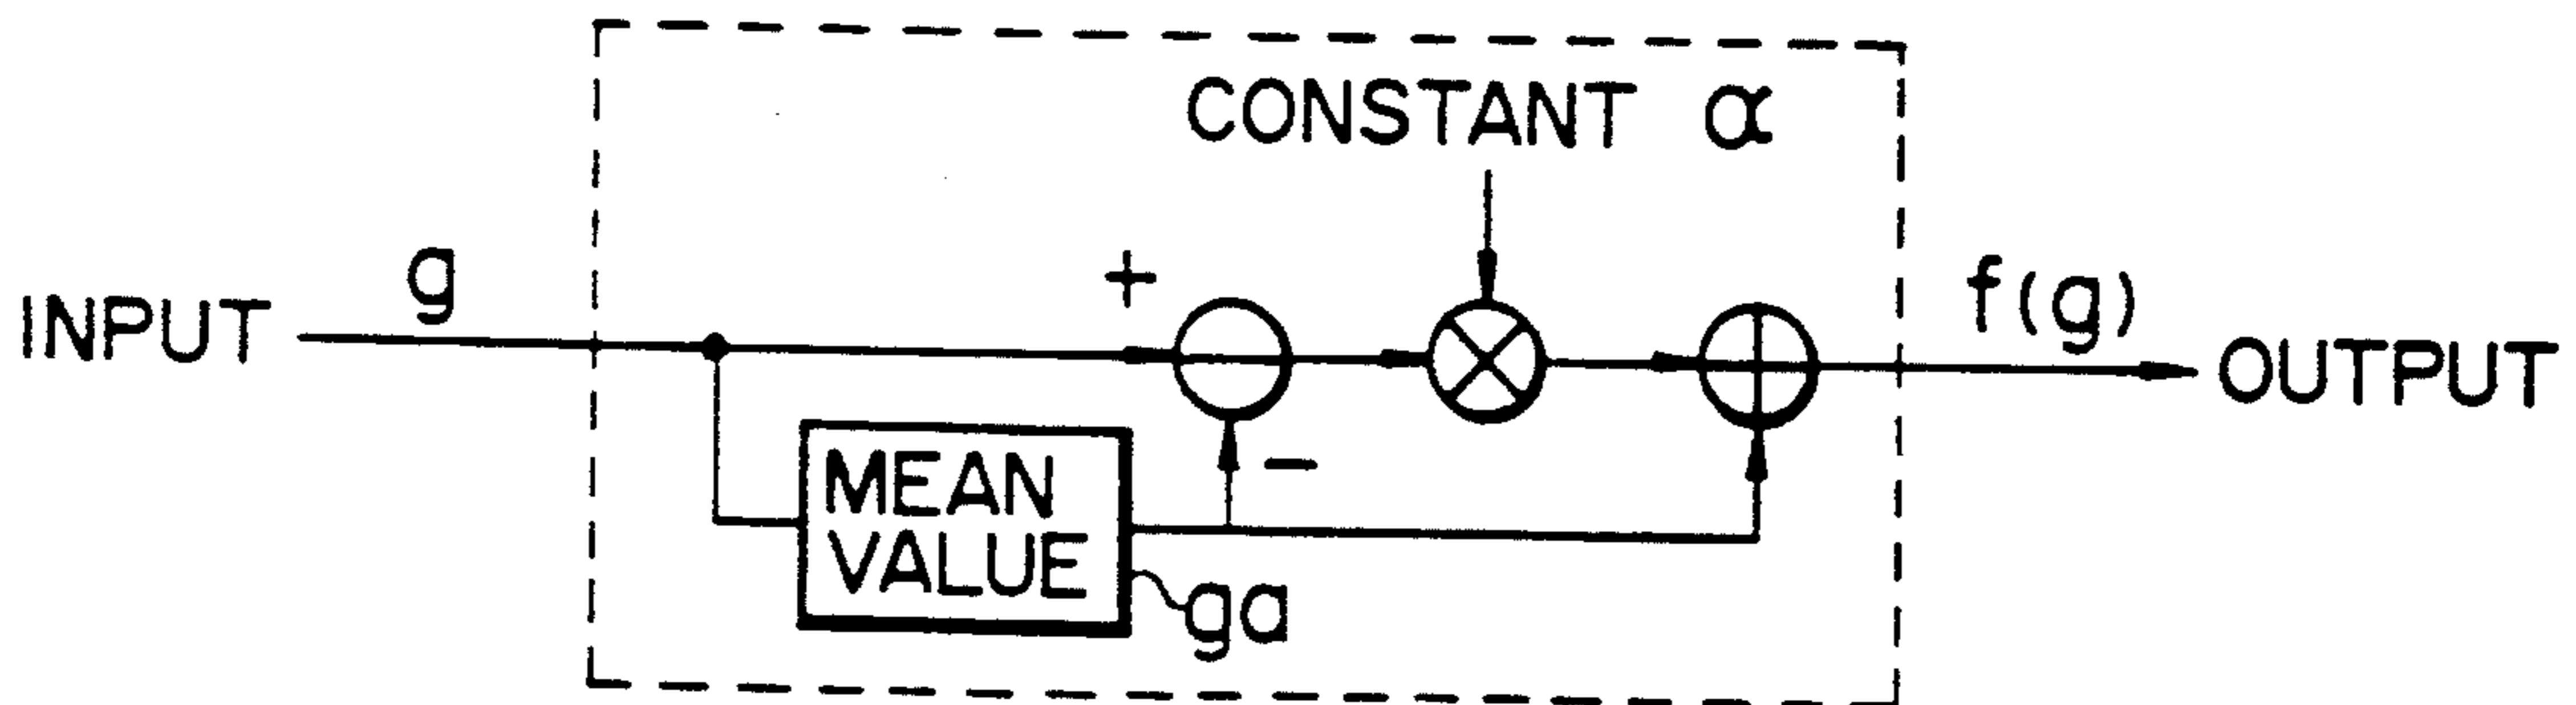 CONSTANT α
g
INPUT
+
f(g)
OUTPUT
−
MEAN
VALUE
ga